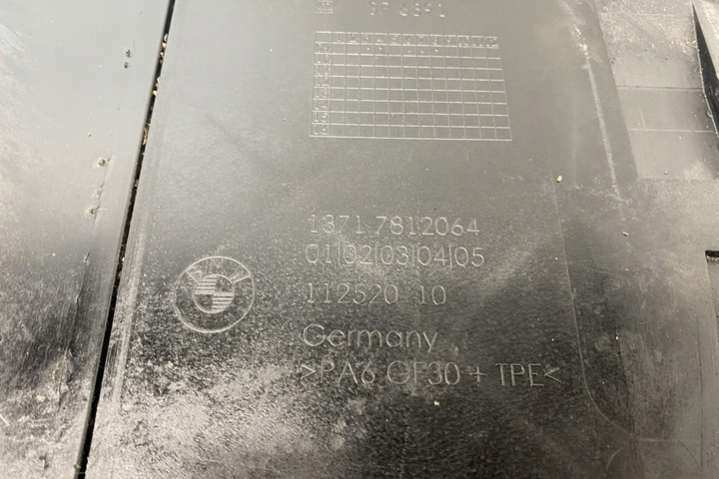 1371 7812064
01|02|03|04|05
112520 10
Germany
>PA6 GF30 + TPE<